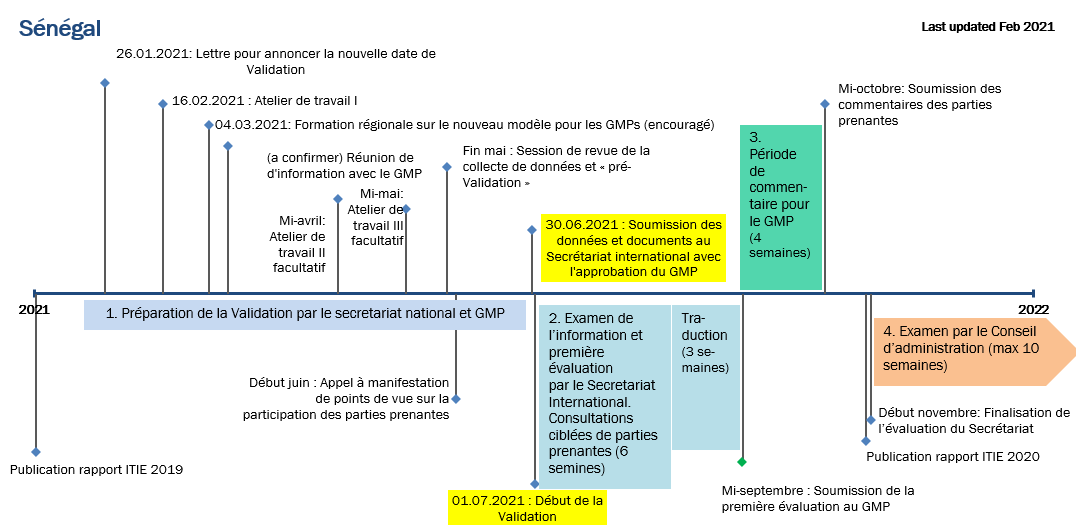 Sénégal
Last updated Feb 2021
26.01.2021: Lettre pour annoncer la nouvelle date de
Validation
16.02.2021 : Atelier de travail I
04.03.2021: Formation régionale sur le nouveau modèle pour les GMPs (encouragé)
(a confirmer) Réunion de
d'information avec le GMP
Mi-avril:
Atelier de
travail II
facultatif
Mi-mai:
Atelier de
travail III
facultatif
Fin mai : Session de revue de la
collecte de données et « pré-
Validation »
30.06.2021 : Soumission des
données et documents au
Secrétariat international avec
l'approbation du GMP
3.
Période
de
commen-
taire pour
le GMP
(4
semaines)
Mi-octobre: Soumission des
commentaires des parties
prenantes
2021
2022
1. Préparation de la Validation par le secretariat national et GMP
2. Examen de
l'information et
première
évaluation
par le Secretariat
International.
Consultations
ciblées de parties
prenantes (6
semines)
Tra-
duction
(3 se-
maines)
4. Examen par le Conseil
d'administration (max 10
semaines)
Début juin : Appel à manifestation
de points de vue sur la
participation des parties prenantes
Début novembre: Finalisation de
l'évaluation du Secrétariat
Publication rapport ITIE 2019
Publication rapport ITIE 2020
01.07.2021 : Début de la
Validation
Mi-septembre : Soumission de la
première évaluation au GMP